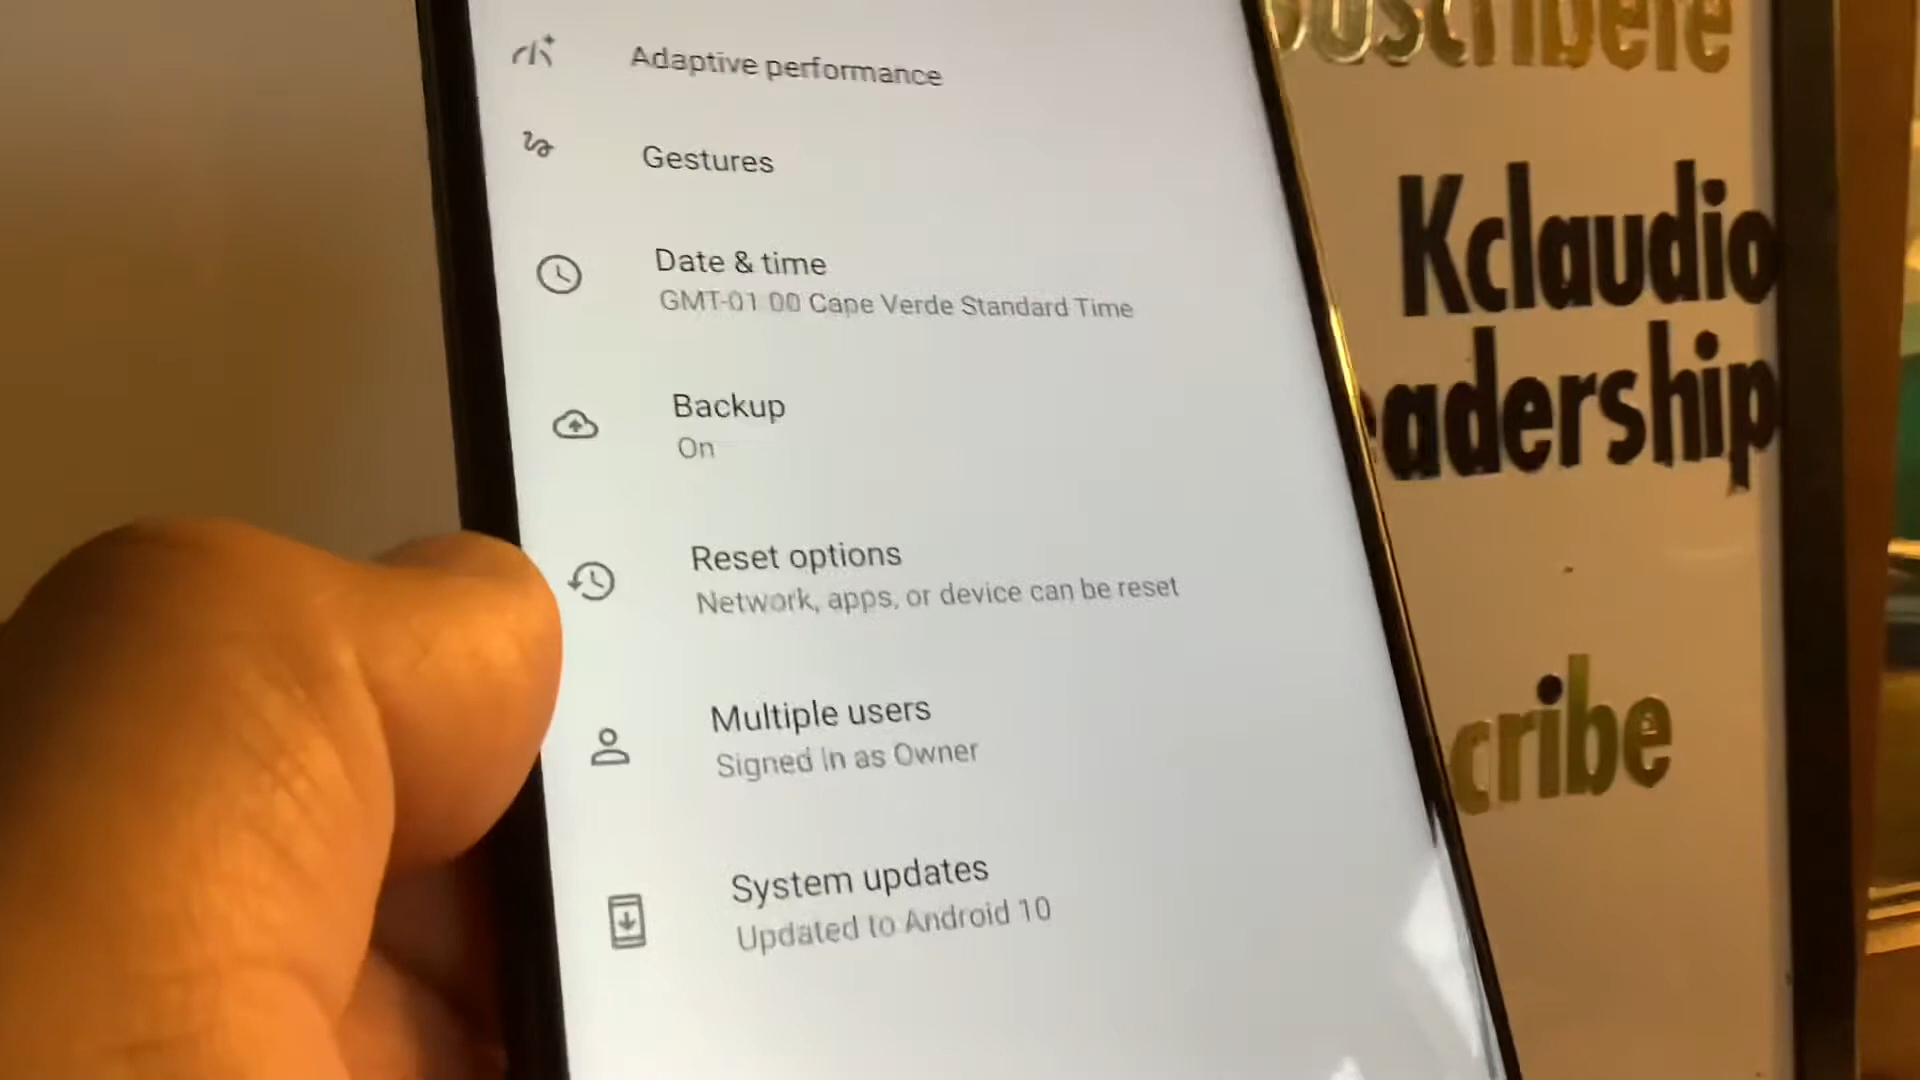 Adaptive performance
Gestures
Date & time
GMT-01:00 Cape Verde Standard Time
Backup
On
Reset options
Network, apps, or device can be reset
Multiple users
Signed in as Owner
System updates
Updated to Android 10
Kclaudio
eadership
cribe